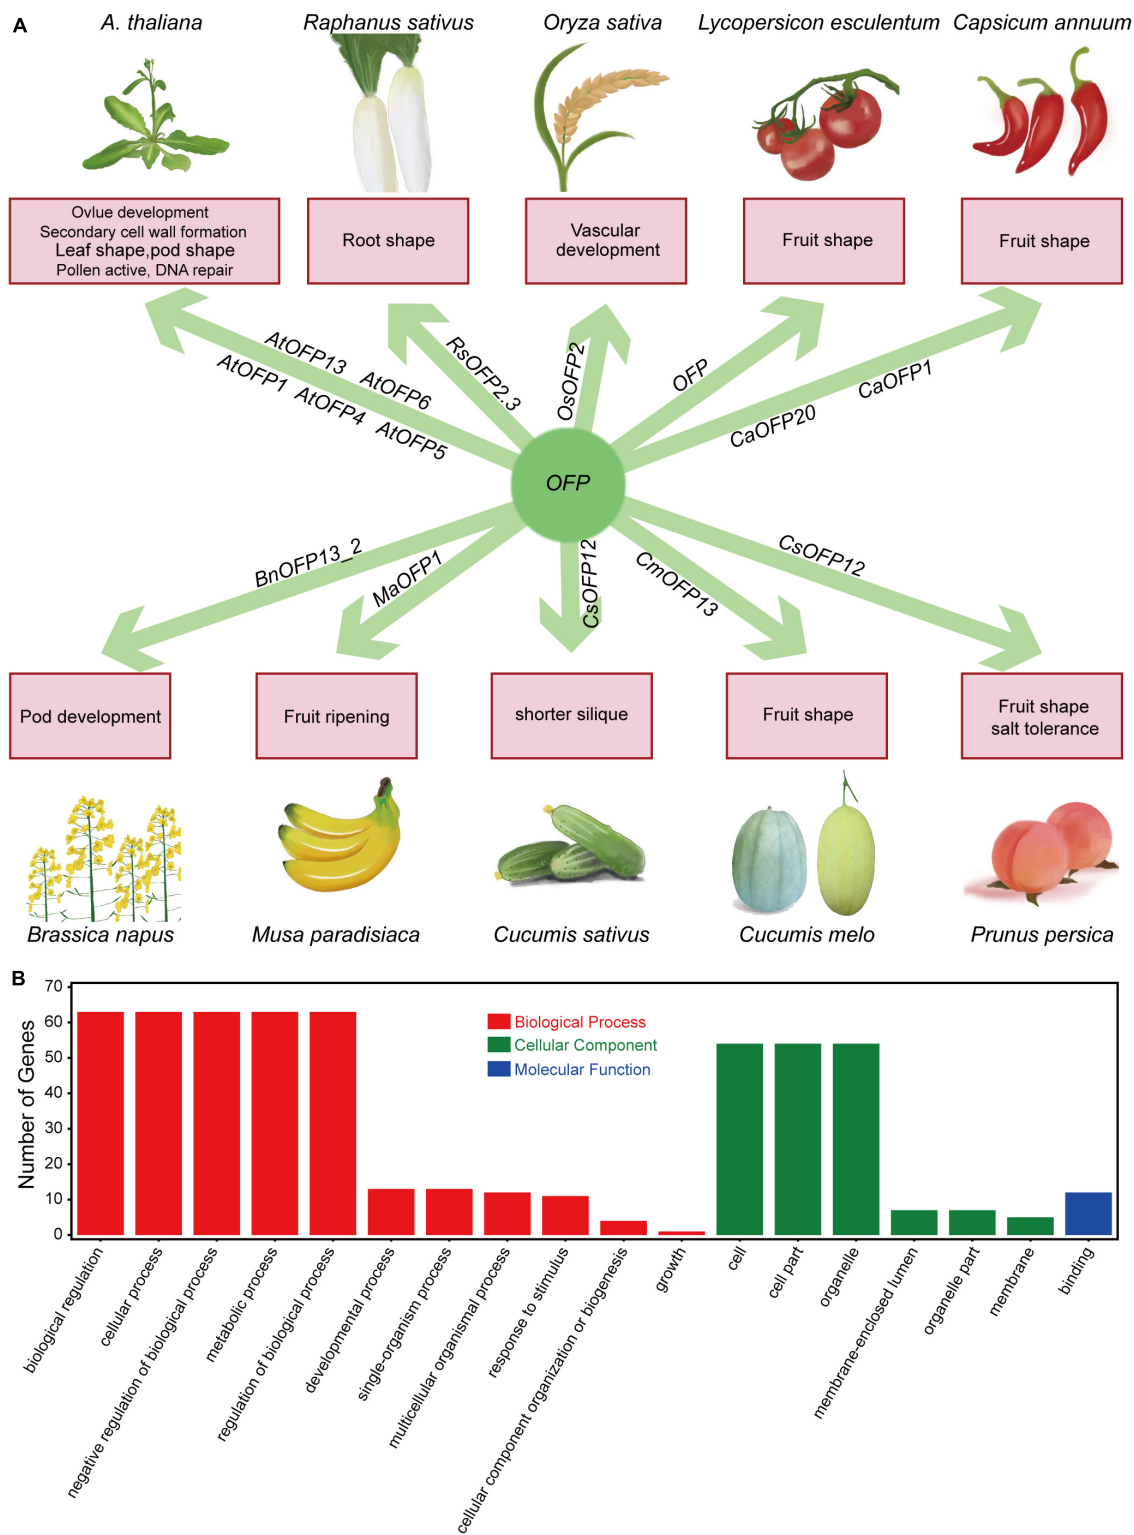 A
A. thaliana
Raphanus sativus
Oryza sativa
Lycopersicon esculentum
Capsicum annuum
Ovlue development
Secondary cell wall formation
Leaf shape,pod shape
Pollen active, DNA repair
Root shape
Vascular
development
Fruit shape
Fruit shape
AtOFP13
AtOFP6
AtOFP1
AtOFP4
AtOFP5
RsOFP2.3
OsOFP2
OFP
CaOFP1
CaOFP20
OFP
BnOFP13_2
MaOFP1
CsOFP12
CmOFP13
CsOFP12
Pod development
Fruit ripening
shorter silique
Fruit shape
Fruit shape
salt tolerance
Brassica napus
Musa paradisiaca
Cucumis sativus
Cucumis melo
Prunus persica
B
Number of Genes
70
60
50
40
30
20
10
0
Biological Process
Cellular Component
Molecular Function
biological regulation
cellular process
negative regulation of biological process
metabolic process
regulation of biological process
developmental process
single-organism process
multicellular organismal process
response to stimulus
cellular component organization or biogenesis
growth
cell
cell part
organelle
membrane-enclosed lumen
organelle part
membrane
binding